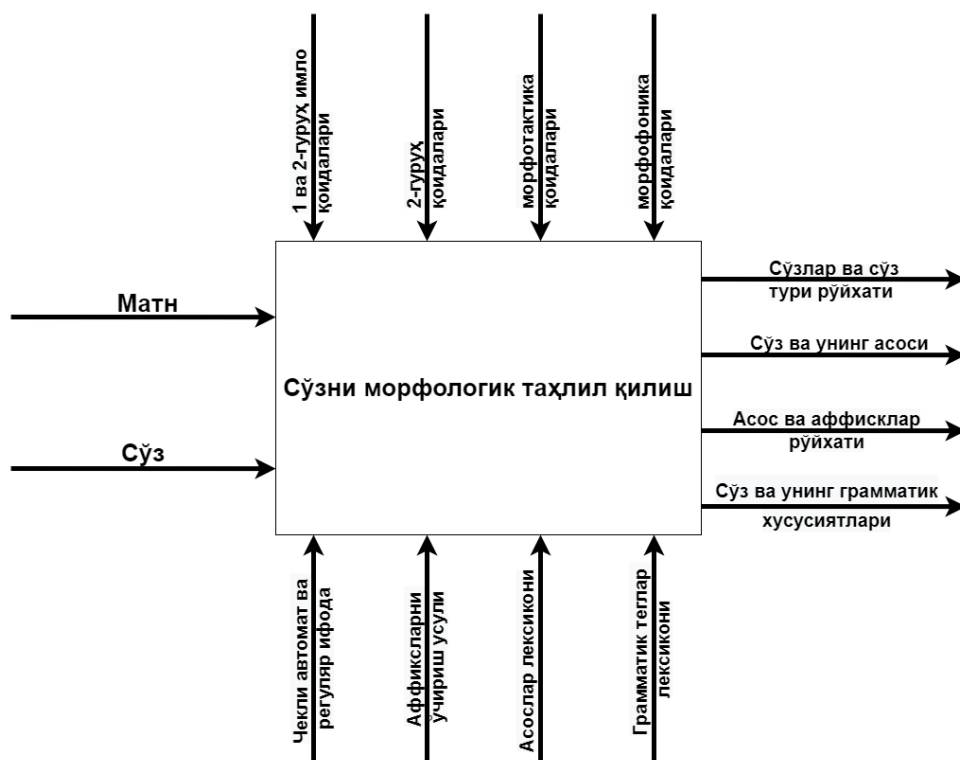 1 ва 2-гуруҳ имло
қоидалари
2-гуруҳ
қоидалари
морфотактика
қоидалари
морфофоника
қоидалари
Матн
Сўз
Сўзни морфологик таҳлил қилиш
Сўзлар ва сўз
тури рўйхати
Сўз ва унинг асоси
Асос ва аффискл​ар
рўйхати
Сўз ва унинг грамматик
хусусиятлари
Чекли автомат ва
регуляр ифода
Аффиксларни
ўчириш усули
Асослар лексикони
Грамматик теглар
лексикони